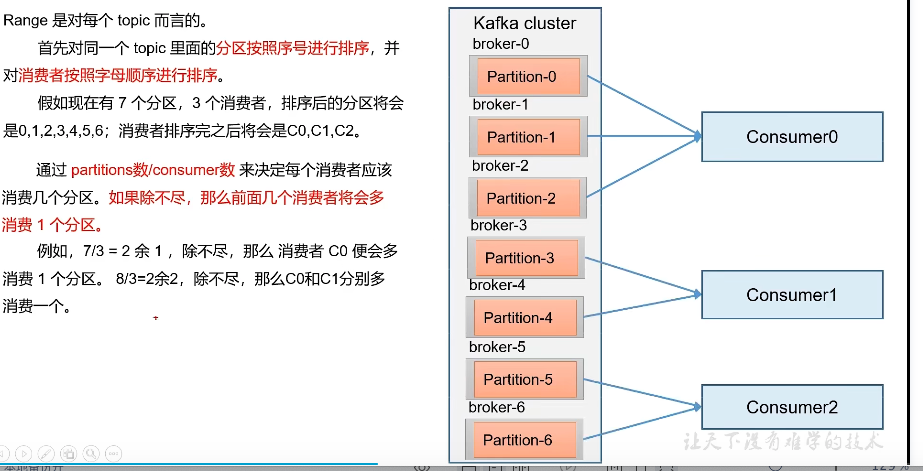 Range 是对每个 topic 而言的。
首先对同一个 topic 里面的分区按照序号进行排序，并
对消费者按照字母顺序进行排序。
假如现在有 7 个分区，3 个消费者，排序后的分区将会
是0,1,2,3,4,5,6；消费者排序完之后将会是C0,C1,C2。
通过 partitions数/consumer数 来决定每个消费者应该
消费几个分区。如果除不尽，那么前面几个消费者将会多
消费 1 个分区。
例如，7/3 = 2 余 1 ，除不尽，那么 消费者 C0 便会多
消费 1 个分区。 8/3=2余2，除不尽，那么C0和C1分别多
消费一个。
Kafka cluster
broker-0
Partition-0
broker-1
Partition-1
broker-2
Partition-2
broker-3
Partition-3
broker-4
Partition-4
broker-5
Partition-5
broker-6
Partition-6
Consumer0
Consumer1
Consumer2
让天下没有难学的技术